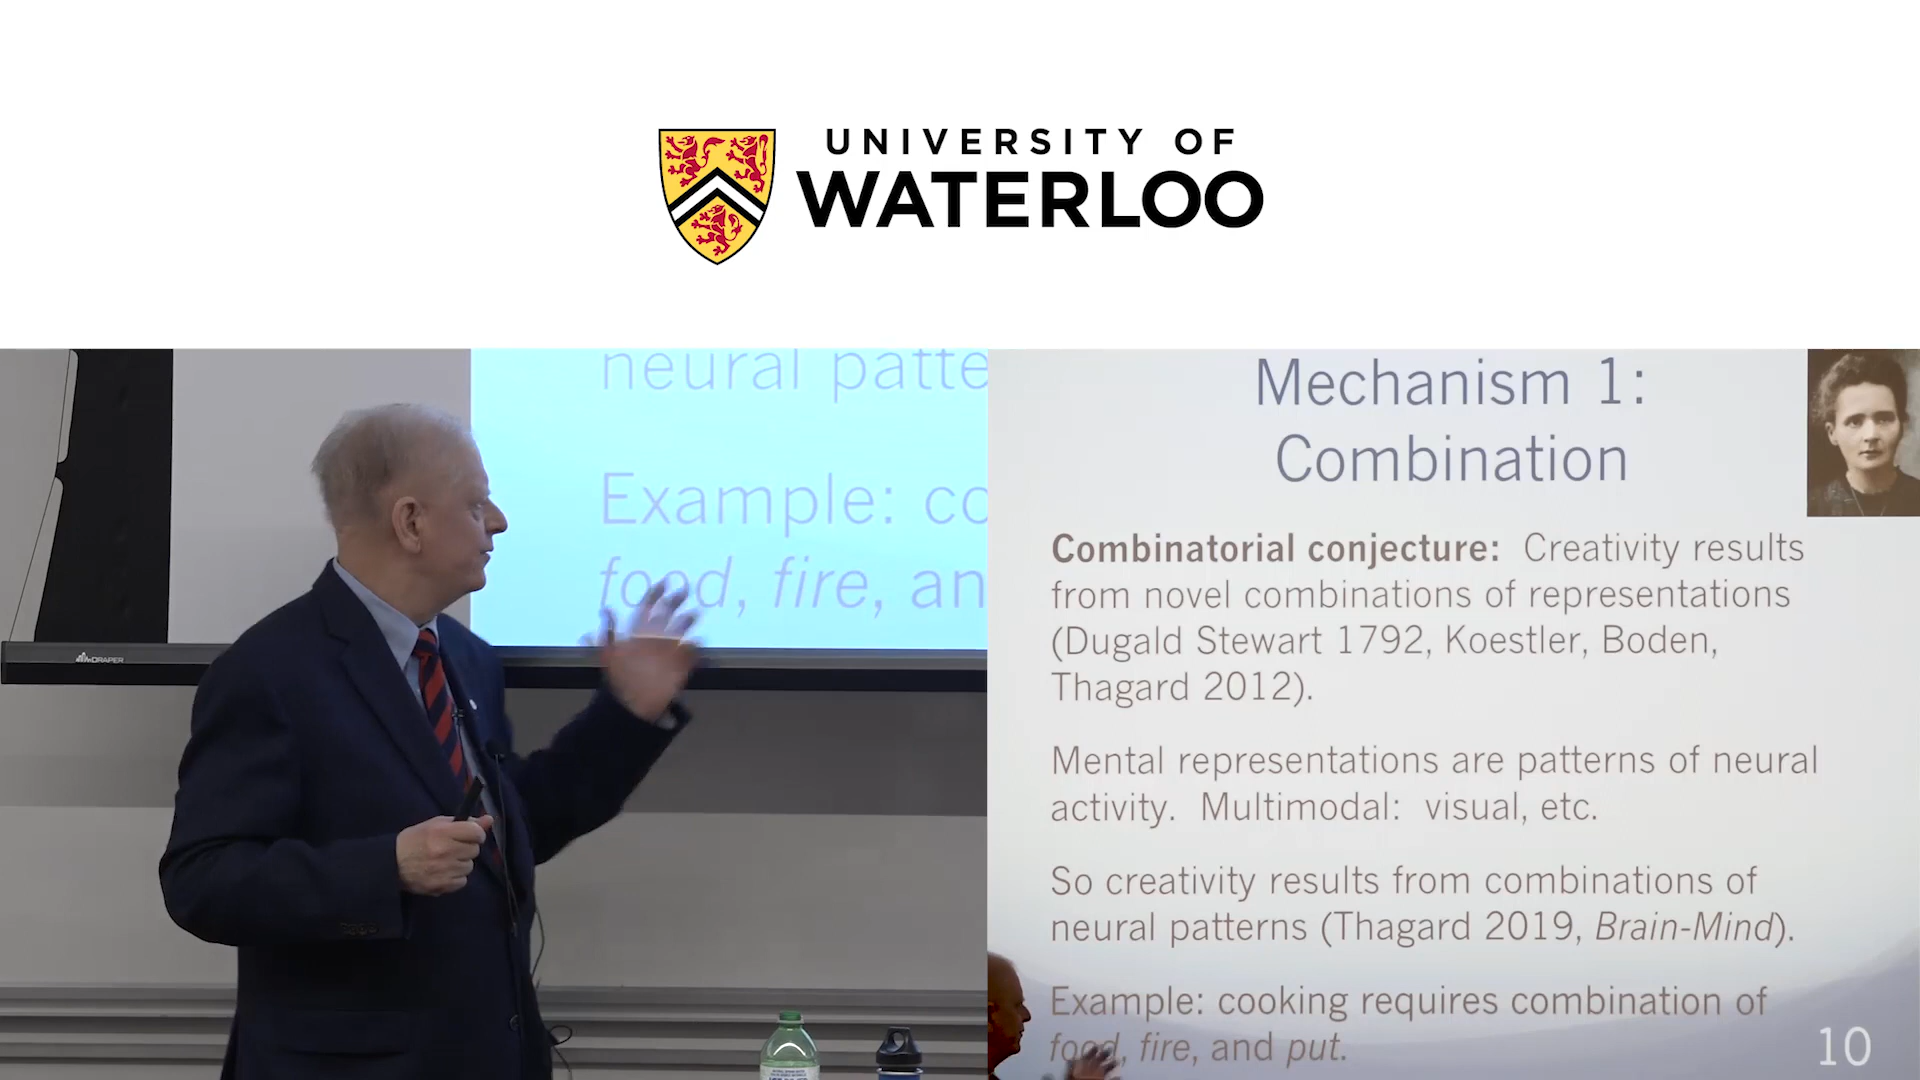 UNIVERSITY OF
WATERLOO
neural patte
Example: co
food, fire, an
DRAPER
Mechanism 1:
Combination
Combinatorial conjecture: Creativity results
from novel combinations of representations
(Dugald Stewart 1792, Koestler, Boden,
Thagard 2012).
Mental representations are patterns of neural
activity. Multimodal: visual, etc.
So creativity results from combinations of
neural patterns (Thagard 2019, Brain-Mind).
Example: cooking requires combination of
food, fire, and put.
10